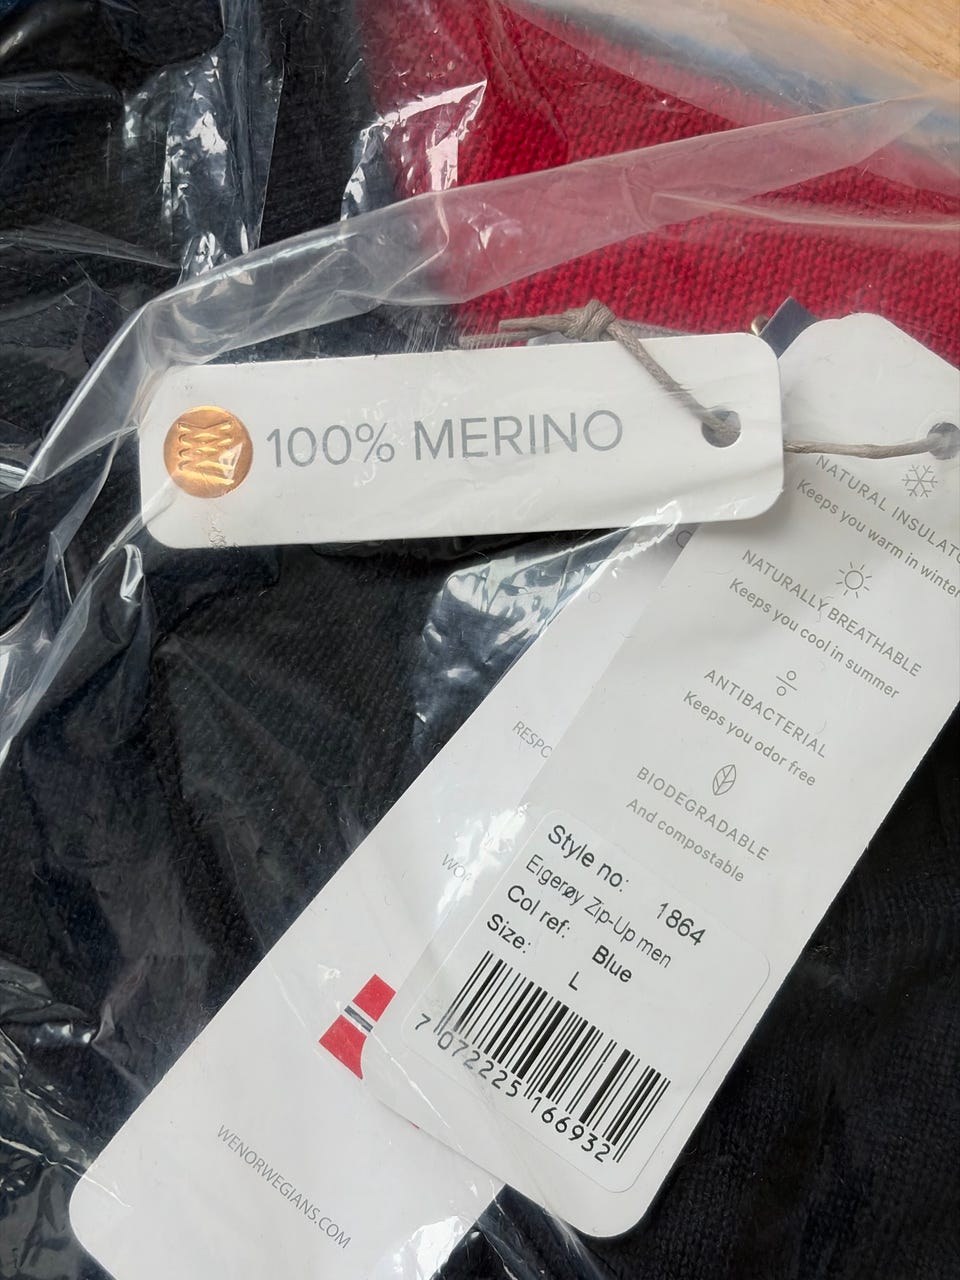 100% MERINO
NATURAL
Keeps you warm in winter
NATURALLY BREATHABLE
Keeps you cool in summer
ANTIBACTERIAL
Keeps you odor free
BIODEGRADABLE
And compostable
Style no: 1864
Eigerøy Zip-Up men
Col ref: Blue
Size: L
7 072225 166932
WENORWEGIANS.COM